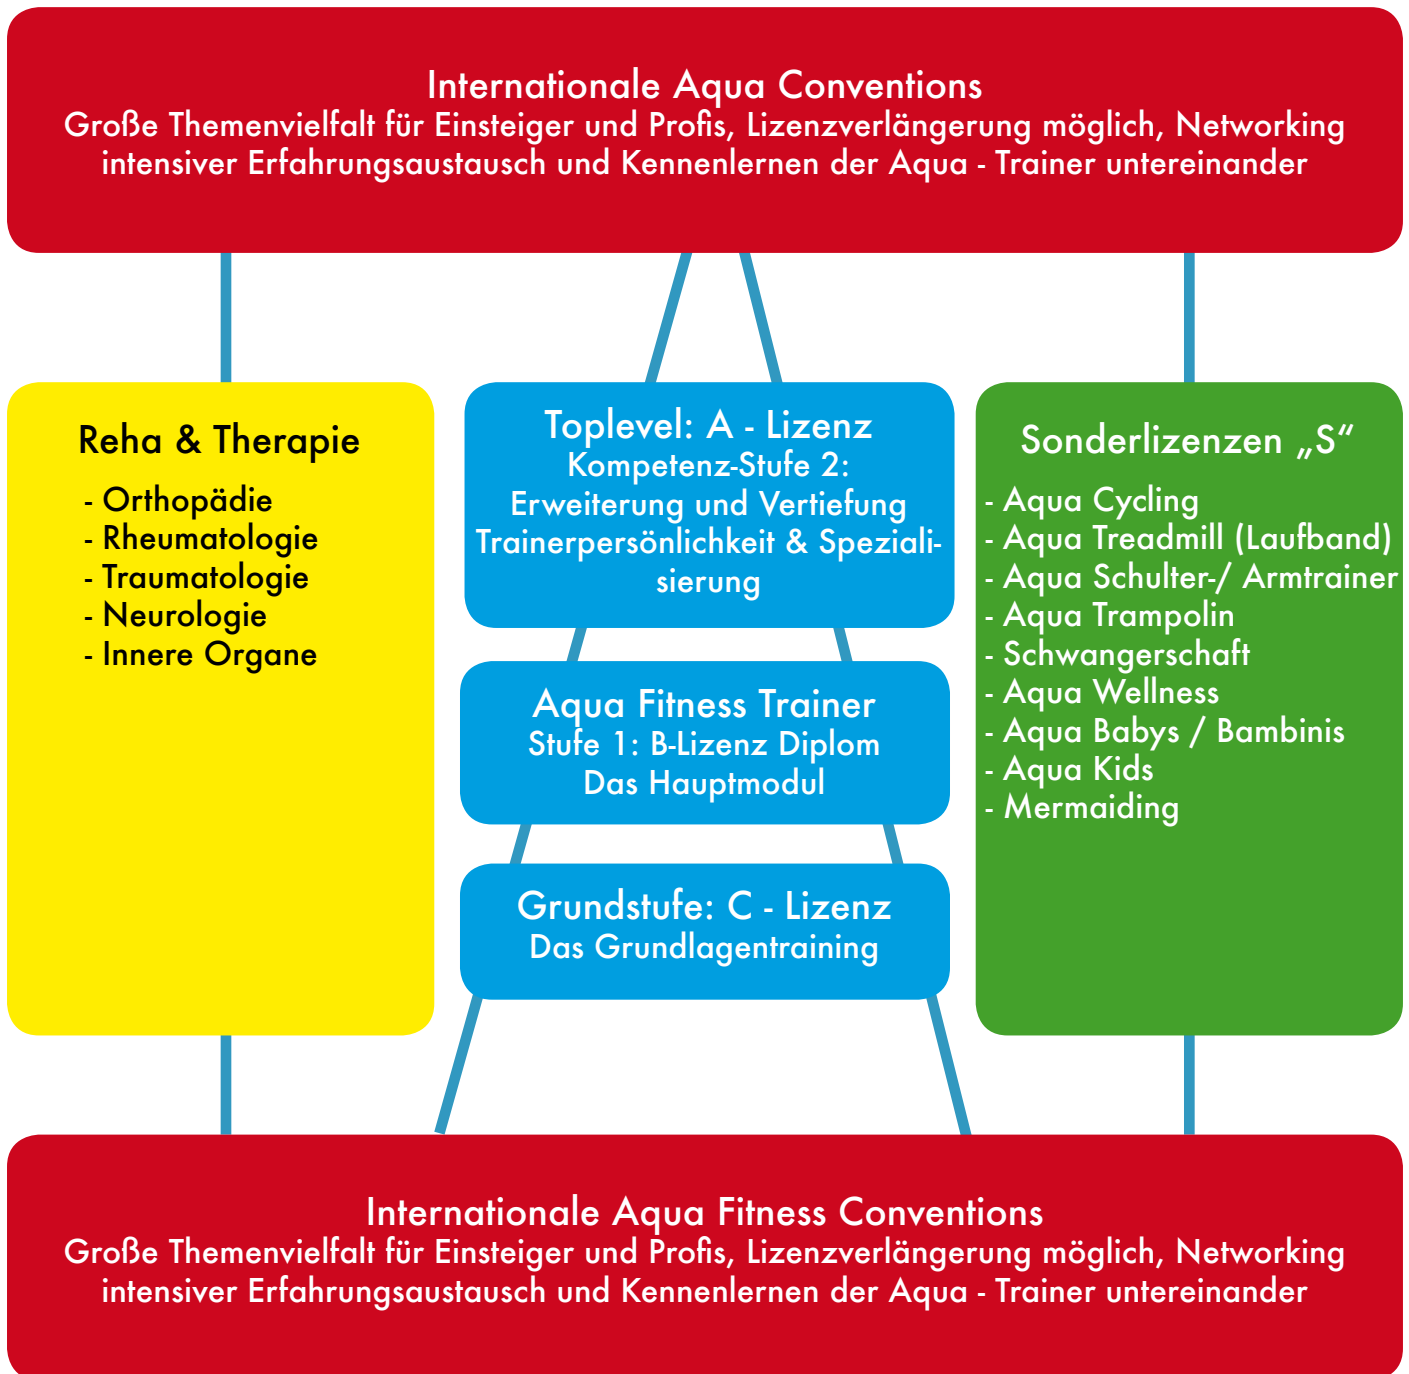 Internationale Aqua Conventions
Große Themenvielfalt für Einsteiger und Profis, Lizenzverlängerung möglich, Networking
intensiver Erfahrungsaustausch und Kennenlernen der Aqua - Trainer untereinander
Reha & Therapie
- Orthopädie
- Rheumatologie
- Traumatologie
- Neurologie
- Innere Organe
Toplevel: A - Lizenz
Kompetenz-Stufe 2:
Erweiterung und Vertiefung
Trainerpersönlichkeit & Speziali-
sierung
Aqua Fitness Trainer
Stufe 1: B-Lizenz Diplom
Das Hauptmodul
Grundstufe: C - Lizenz
Das Grundlagentraining
Sonderlizenzen „S“
- Aqua Cycling
- Aqua Treadmill (Laufband)
- Aqua Schulter-/ Armtrainer
- Aqua Trampolin
- Schwangerschaft
- Aqua Wellness
- Aqua Babys / Bambinis
- Aqua Kids
- Mermaiding
Internationale Aqua Fitness Conventions
Große Themenvielfalt für Einsteiger und Profis, Lizenzverlängerung möglich, Networking
intensiver Erfahrungsaustausch und Kennenlernen der Aqua - Trainer untereinander